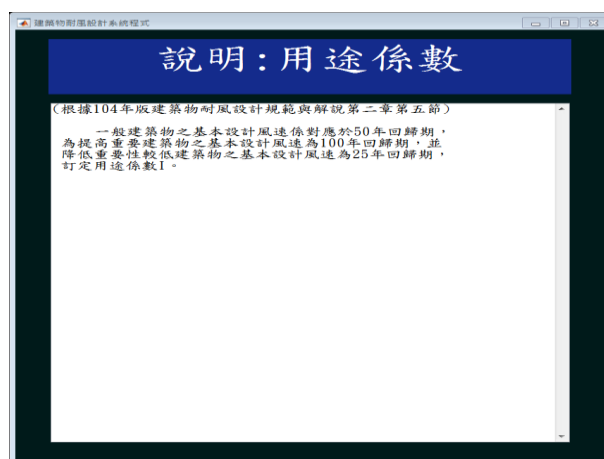 建築物耐風設計系統程式
說明:用途係數
(根據104年版建築物耐風設計規範與解說第二章第五節)
一般建築物之基本設計風速係對應於50年回歸期，
為提高重要建築物之基本設計風速為100年回歸期，並
降低重要性較低建築物之基本設計風速為25年回歸期，
訂定用途係數I。